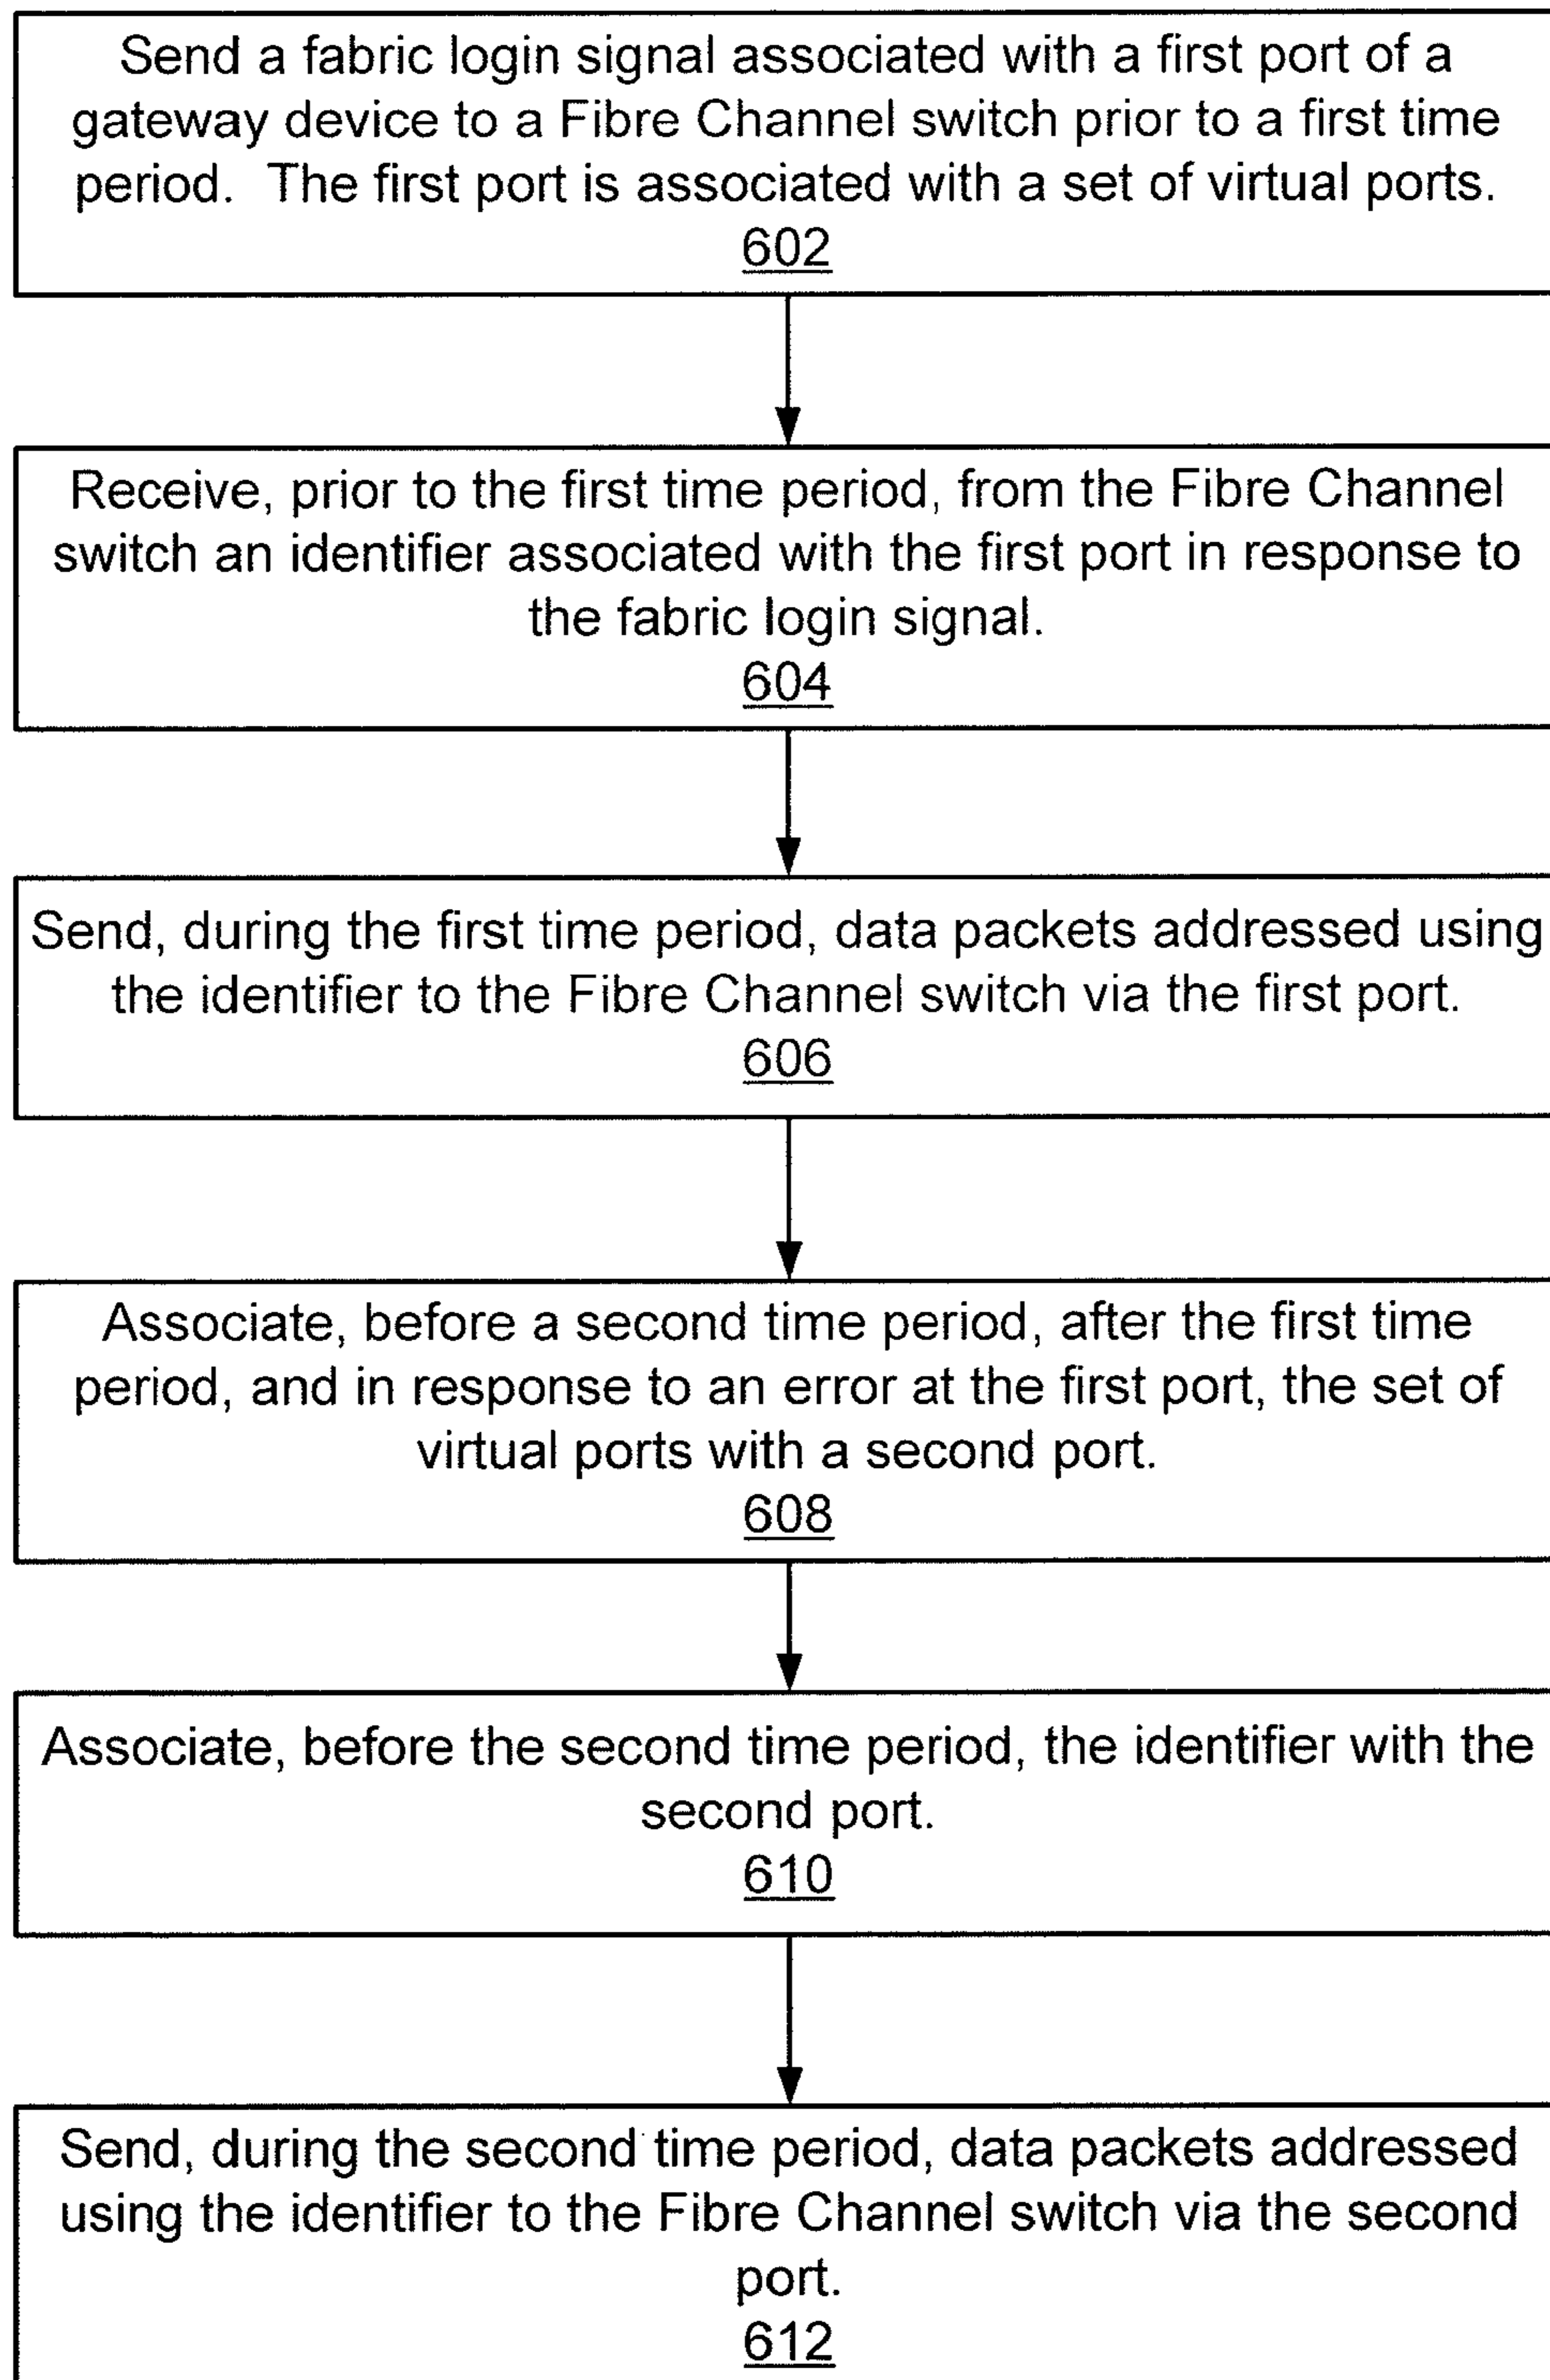 Send a fabric login signal associated with a first port of a
gateway device to a Fibre Channel switch prior to a first time
period. The first port is associated with a set of virtual ports.
602
Receive, prior to the first time period, from the Fibre Channel
switch an identifier associated with the first port in response to
the fabric login signal.
604
Send, during the first time period, data packets addressed using
the identifier to the Fibre Channel switch via the first port.
606
Associate, before a second time period, after the first time
period, and in response to an error at the first port, the set of
virtual ports with a second port.
608
Associate, before the second time period, the identifier with the
second port.
610
Send, during the second time period, data packets addressed
using the identifier to the Fibre Channel switch via the second
port.
612